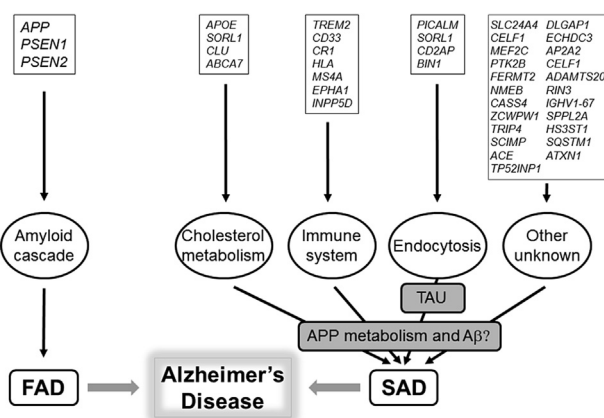 APP
PSEN1
PSEN2
APOE
SORL1
CLU
ABCA7
TREM2
CD33
CR1
HLA
MS4A
EPHA1
INPP5D
PICALM
SORL1
CD2AP
BIN1
SLC24A4 DLGAP1
CELF1 ECHDC3
MEF2C AP2A2
PTK2B CELF1
FERMT2 ADAMTS20
NMEB RIN3
CASS4 IGHV1-67
ZCWPW1 SPPL2A
TRIP4 HS3ST1
SCIMP SQSTM1
ACE ATXN1
TP52INP1
Amyloid
cascade
Cholesterol
metabolism
Immune
system
Endocytosis
Other
unknown
TAU
APP metabolism and Aβ?
FAD
Alzheimer's
Disease
SAD